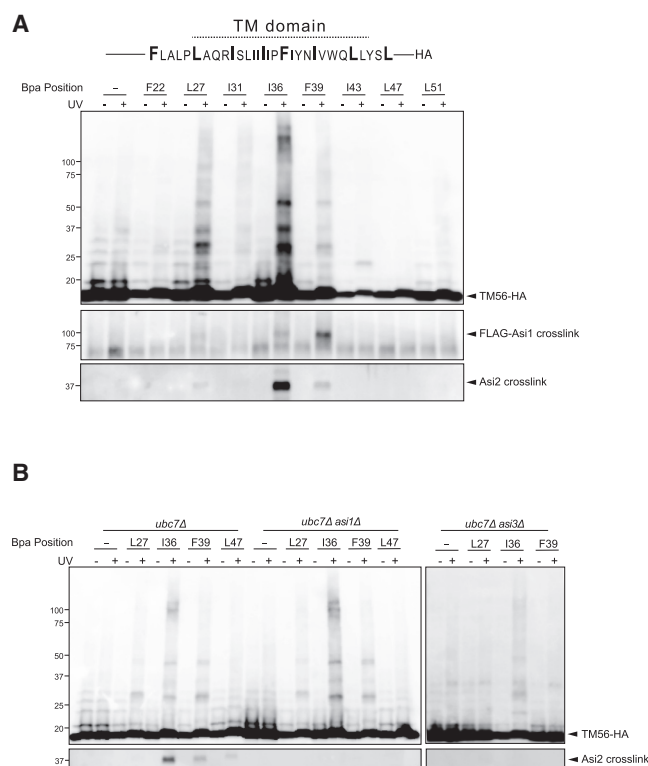 A
TM domain
FLALPLAQRISLIILIPFIYNIVWQLLYSL—HA
Bpa Position – F22 L27 I31 I36 F39 I43 L47 L51
UV - + - + - + - + - + - + - + - + - +
100
75
50
37
25
20
TM56-HA
100
75
FLAG-Asi1 crosslink
37
Asi2 crosslink
B
ubc7Δ ubc7Δ asi1Δ ubc7Δ asi3Δ
Bpa Position – L27 I36 F39 L47 – L27 I36 F39 L47 – L27 I36 F39
UV - + - + - + - + - + - + - + - + - + - + - + - + - + - +
100
75
50
37
25
20
TM56-HA
37
Asi2 crosslink